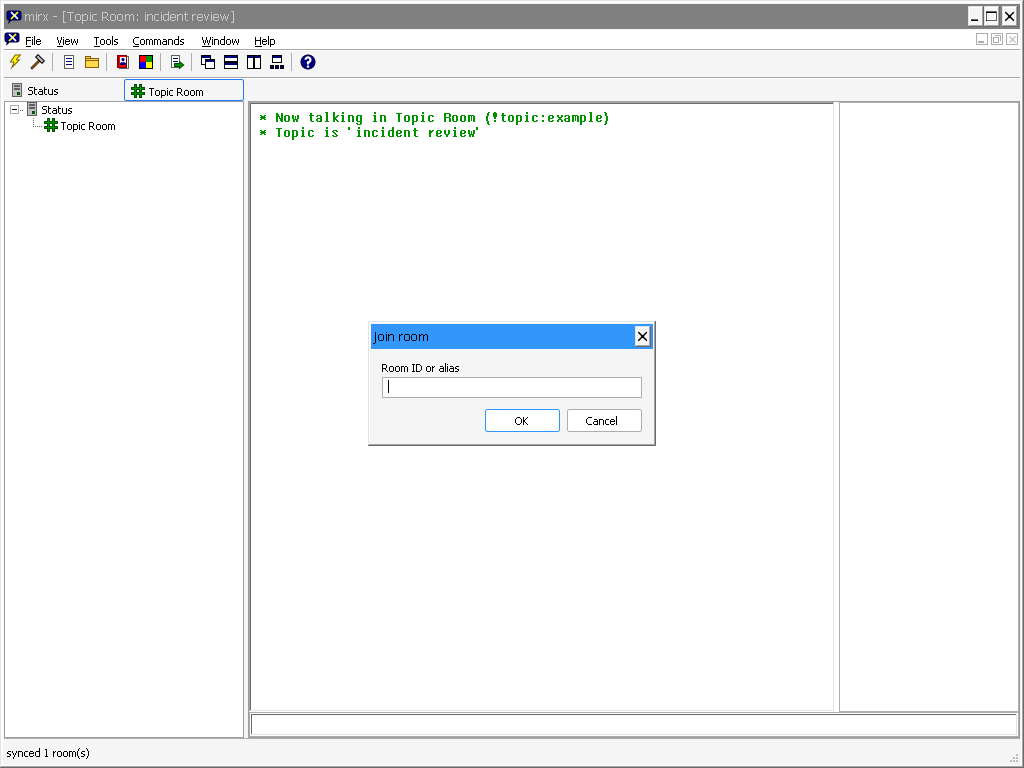 mirx - [Topic Room: incident review]
File View Tools Commands Window Help
Status Topic Room
Status
Topic Room
* Now talking in Topic Room (!topic:example)
* Topic is 'incident review'
Join room
Room ID or alias
OK Cancel
synced 1 room(s)